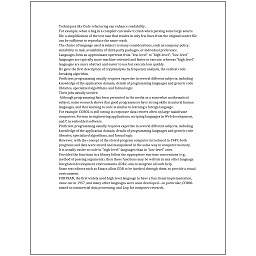 Techniques like Code refactoring can enhance readability.
For example, when a bug in a compiler can make it crash when parsing some large source
file, a simplification of the test case that results in only few lines from the original source file
can be sufficient to reproduce the same crash.
The choice of language used is subject to many considerations, such as company policy,
suitability to task, availability of third-party packages, or individual preference.
Languages form an approximate spectrum from "low-level" to "high-level"; "low-level"
languages are typically more machine-oriented and faster to execute, whereas "high-level"
languages are more abstract and easier to use but execute less quickly.
He gave the first description of cryptanalysis by frequency analysis, the earliest code-
breaking algorithm.
Proficient programming usually requires expertise in several different subjects, including
knowledge of the application domain, details of programming languages and generic code
libraries, specialized algorithms, and formal logic.
Use of a static code analysis
Although programming has been presented in the media as a somewhat mathematical
subject, some research shows that good programmers have strong skills in natural human
languages, and that learning to code is similar to learning a foreign language.
For example, COBOL is still strong in corporate data centers often on large mainframe
computers, Fortran in engineering applications, scripting languages in Web development,
and C in embedded software.
Proficient programming usually requires expertise in several different subjects, including
knowledge of the application domain, details of programming languages and generic code
libraries, specialized algorithms, and formal logic.
However, with the concept of the stored-program computer introduced in 1949, both
programs and data were stored and manipulated in the same way in computer memory.
It is usually easier to code in "high-level" languages than in "low-level" ones.
Provided the functions in a library follow the appropriate run-time conventions (e.g.,
method of passing arguments), then these functions may be written in any other language.
Integrated development environments (IDEs) aim to integrate all such help.
Some text editors such as Emacs allow GDB to be invoked through them, to provide a visual
environment.
FORTRAN, the first widely used high-level language to have a functional implementation,
came out in 1957, and many other languages were soon developed—in particular, COBOL
aimed at commercial data processing, and Lisp for computer research.